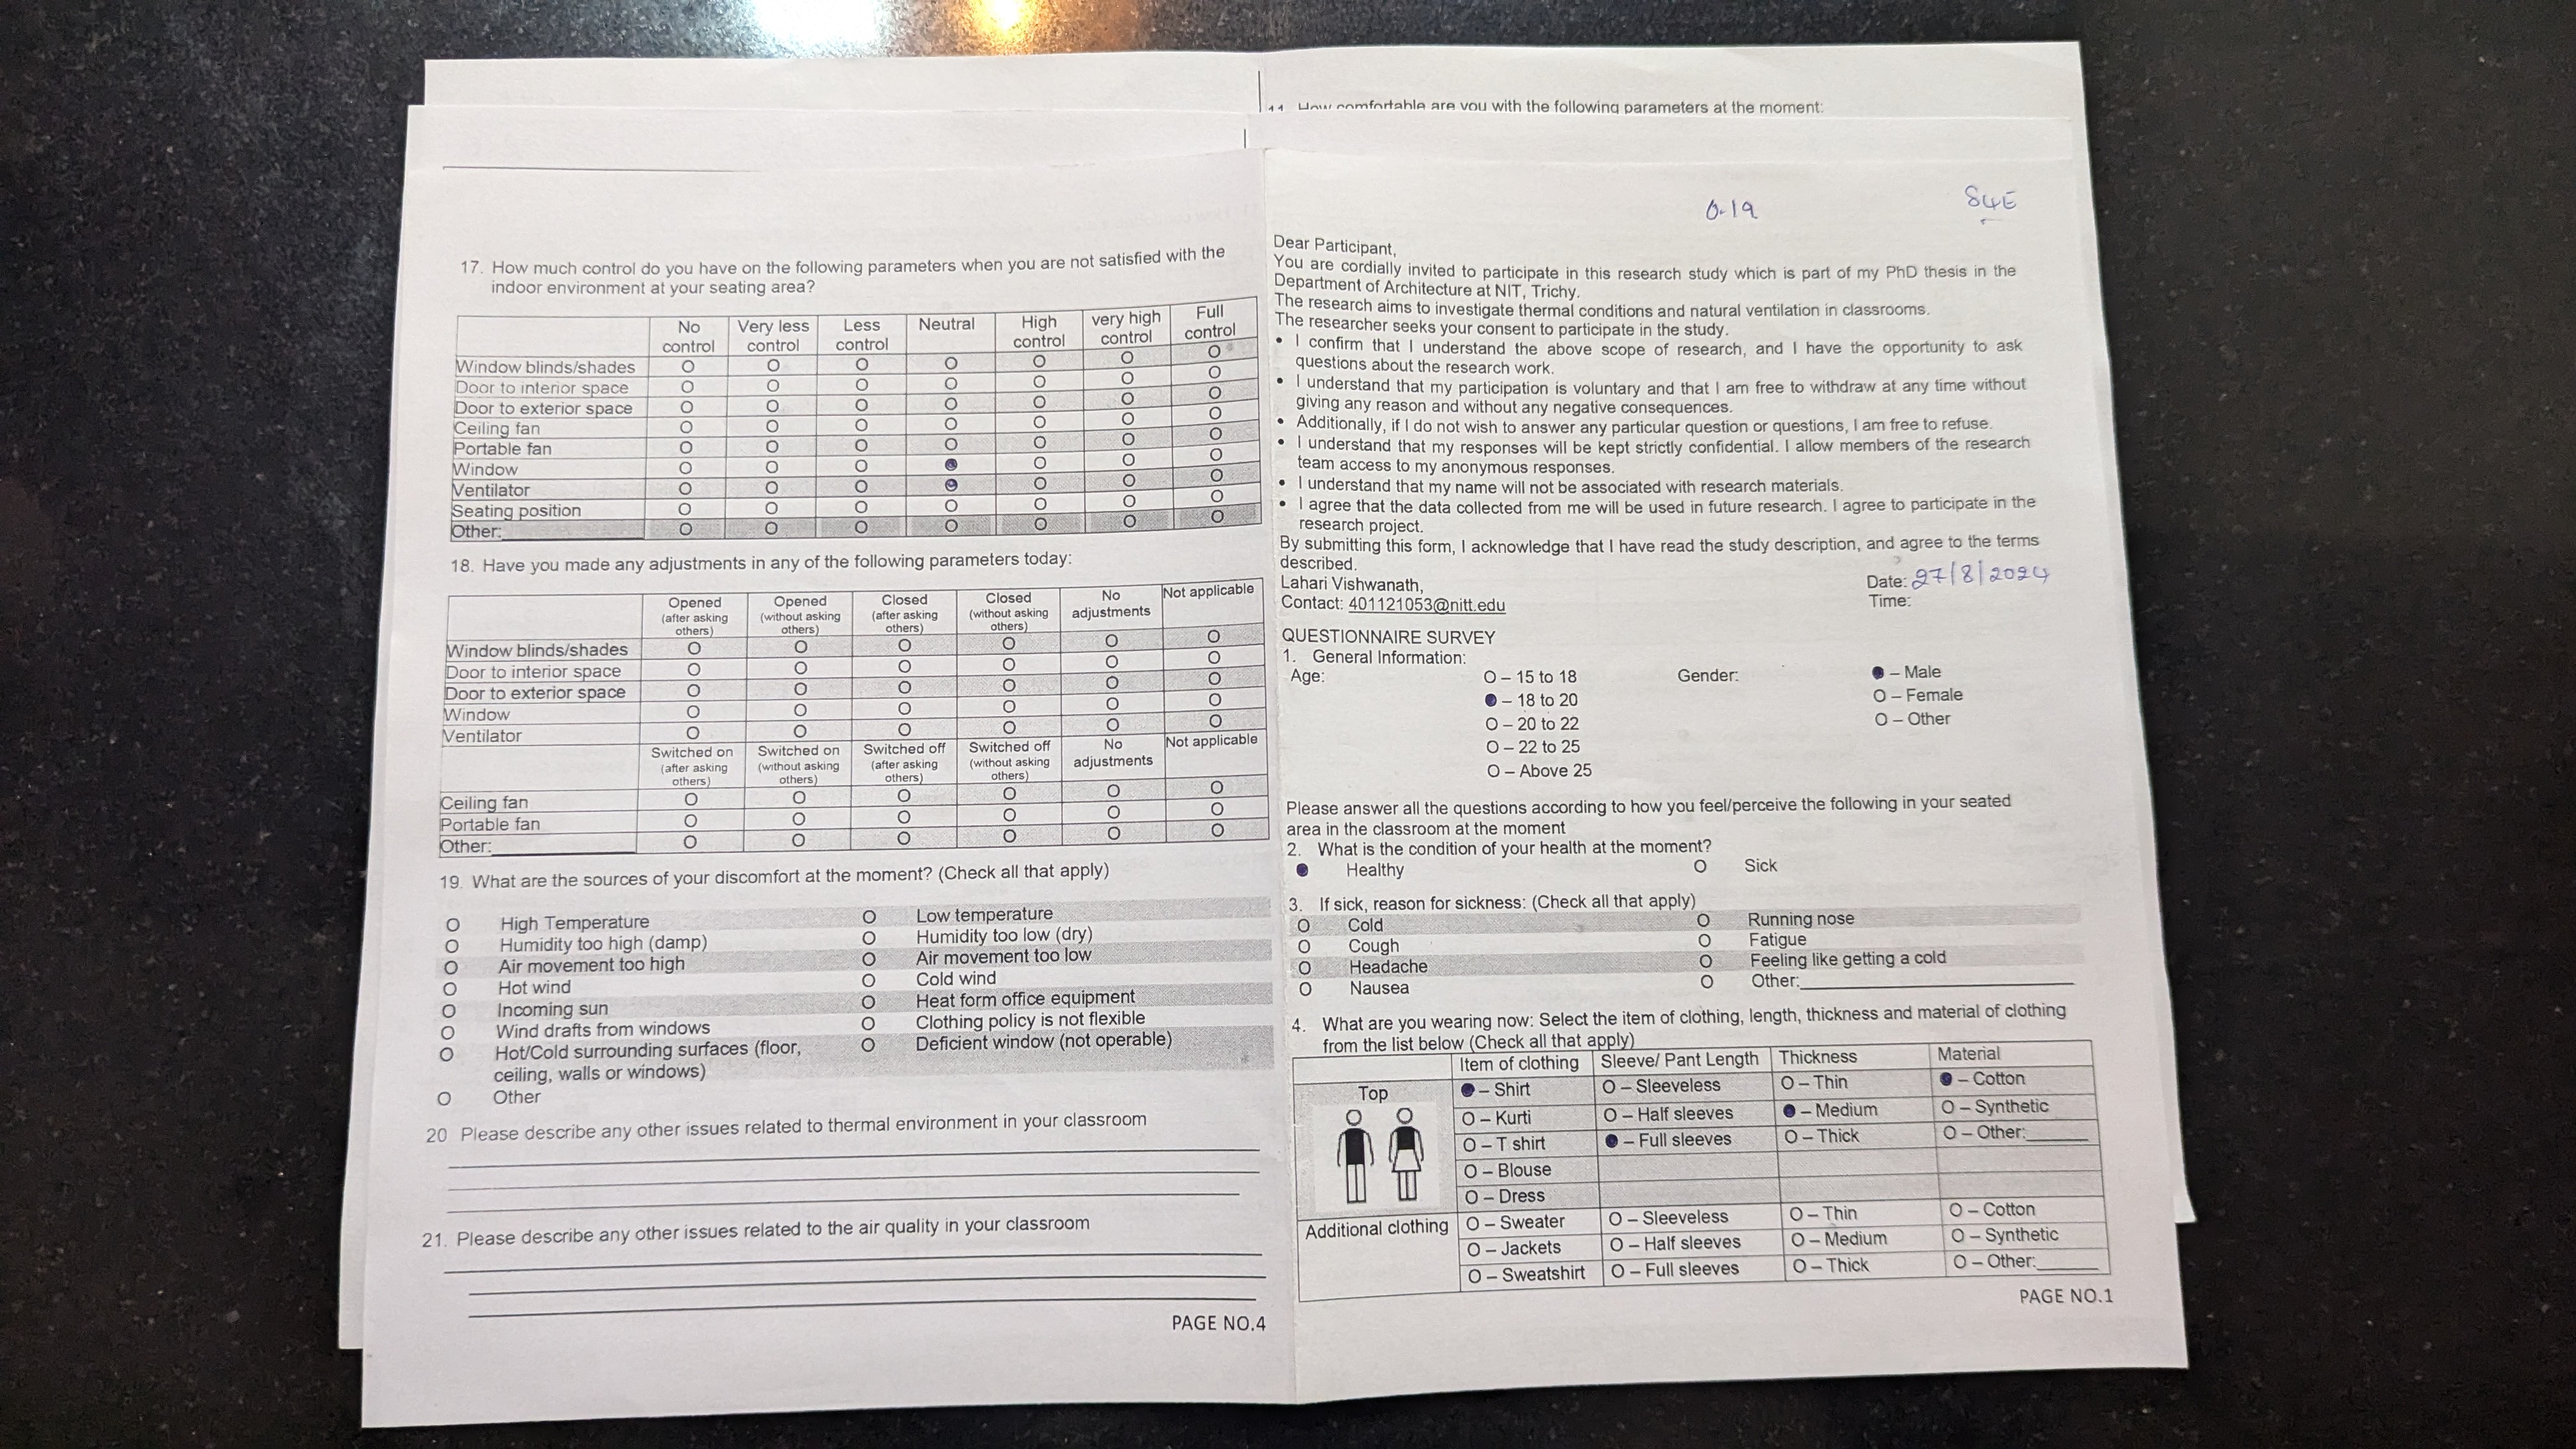 11. How comfortable are you with the following parameters at the moment:
17. How much control do you have on the following parameters when you are not satisfied with the
indoor environment at your seating area?
No control Very less control Less control Neutral High control very high control Full control
Window blinds/shades O O O O O O O
Door to interior space O O O O O O O
Door to exterior space O O O O O O O
Ceiling fan O O O O O O O
Portable fan O O O O O O O
Window O O O ● O O O
Ventilator O O O ● O O O
Seating position O O O O O O O
Other: O O O O O O O
18. Have you made any adjustments in any of the following parameters today:
Opened (after asking others) Opened (without asking others) Closed (after asking others) Closed (without asking others) No adjustments Not applicable
Window blinds/shades O O O O O O
Door to interior space O O O O O O
Door to exterior space O O O O O O
Window O O O O O O
Ventilator O O O O O O
Switched on (after asking others) Switched on (without asking others) Switched off (after asking others) Switched off (without asking others) No adjustments Not applicable
Ceiling fan O O O O O O
Portable fan O O O O O O
Other: O O O O O O
19. What are the sources of your discomfort at the moment? (Check all that apply)
O High Temperature O Low temperature
O Humidity too high (damp) O Humidity too low (dry)
O Air movement too high O Air movement too low
O Hot wind O Cold wind
O Incoming sun O Heat form office equipment
O Wind drafts from windows O Clothing policy is not flexible
O Hot/Cold surrounding surfaces (floor, O Deficient window (not operable)
ceiling, walls or windows)
O Other
20 Please describe any other issues related to thermal environment in your classroom
21. Please describe any other issues related to the air quality in your classroom
PAGE NO.4
0-19 S4E
Dear Participant,
You are cordially invited to participate in this research study which is part of my PhD thesis in the
Department of Architecture at NIT, Trichy.
The research aims to investigate thermal conditions and natural ventilation in classrooms.
The researcher seeks your consent to participate in the study.
• I confirm that I understand the above scope of research, and I have the opportunity to ask
questions about the research work.
• I understand that my participation is voluntary and that I am free to withdraw at any time without
giving any reason and without any negative consequences.
• Additionally, if I do not wish to answer any particular question or questions, I am free to refuse.
• I understand that my responses will be kept strictly confidential. I allow members of the research
team access to my anonymous responses.
• I understand that my name will not be associated with research materials.
• I agree that the data collected from me will be used in future research. I agree to participate in the
research project.
By submitting this form, I acknowledge that I have read the study description, and agree to the terms
described.
Lahari Vishwanath, Date: 27/8/2024
Contact: 401121053@nitt.edu Time:
QUESTIONNAIRE SURVEY
1. General Information:
Age: O – 15 to 18 Gender: ● – Male
● – 18 to 20 O – Female
O – 20 to 22 O – Other
O – 22 to 25
O – Above 25
Please answer all the questions according to how you feel/perceive the following in your seated
area in the classroom at the moment
2. What is the condition of your health at the moment?
● Healthy O Sick
3. If sick, reason for sickness: (Check all that apply)
O Cold O Running nose
O Cough O Fatigue
O Headache O Feeling like getting a cold
O Nausea O Other:
4. What are you wearing now: Select the item of clothing, length, thickness and material of clothing
from the list below (Check all that apply)
Item of clothing Sleeve/ Pant Length Thickness Material
Top ● – Shirt O – Sleeveless O – Thin ● – Cotton
O – Kurti O – Half sleeves ● – Medium O – Synthetic
O – T shirt ● – Full sleeves O – Thick O – Other:
O – Blouse
O – Dress
Additional clothing O – Sweater O – Sleeveless O – Thin O – Cotton
O – Jackets O – Half sleeves O – Medium O – Synthetic
O – Sweatshirt O – Full sleeves O – Thick O – Other:
PAGE NO.1